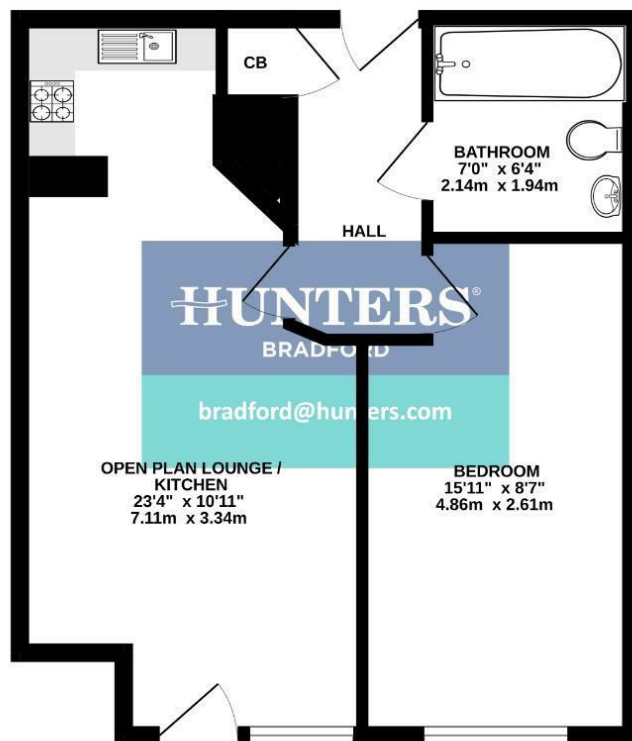 CB
BATHROOM
7'0" x 6'4"
2.14m x 1.94m
HALL
HUNTERS®
BRADFORD
bradford@hunters.com
OPEN PLAN LOUNGE /
KITCHEN
23'4" x 10'11"
7.11m x 3.34m
BEDROOM
15'11" x 8'7"
4.86m x 2.61m